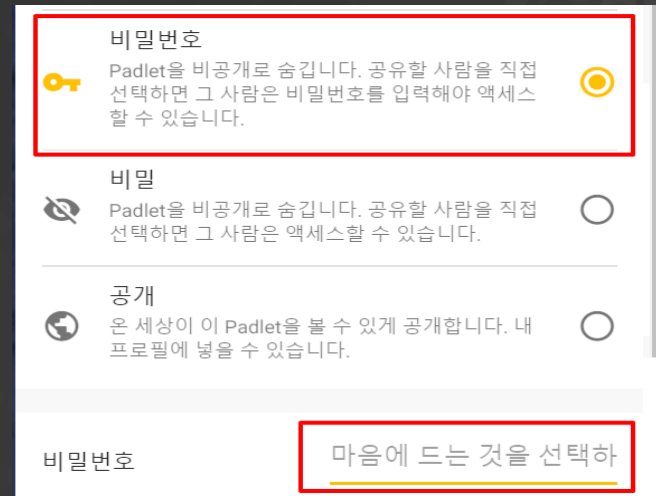 비밀번호
Padlet을 비공개로 숨깁니다. 공유할 사람을 직접
선택하면 그 사람은 비밀번호를 입력해야 액세스
할 수 있습니다.
비밀
Padlet을 비공개로 숨깁니다. 공유할 사람을 직접
선택하면 그 사람은 액세스할 수 있습니다.
공개
온 세상이 이 Padlet을 볼 수 있게 공개합니다. 내
프로필에 넣을 수 있습니다.
비밀번호 마음에 드는 것을 선택하